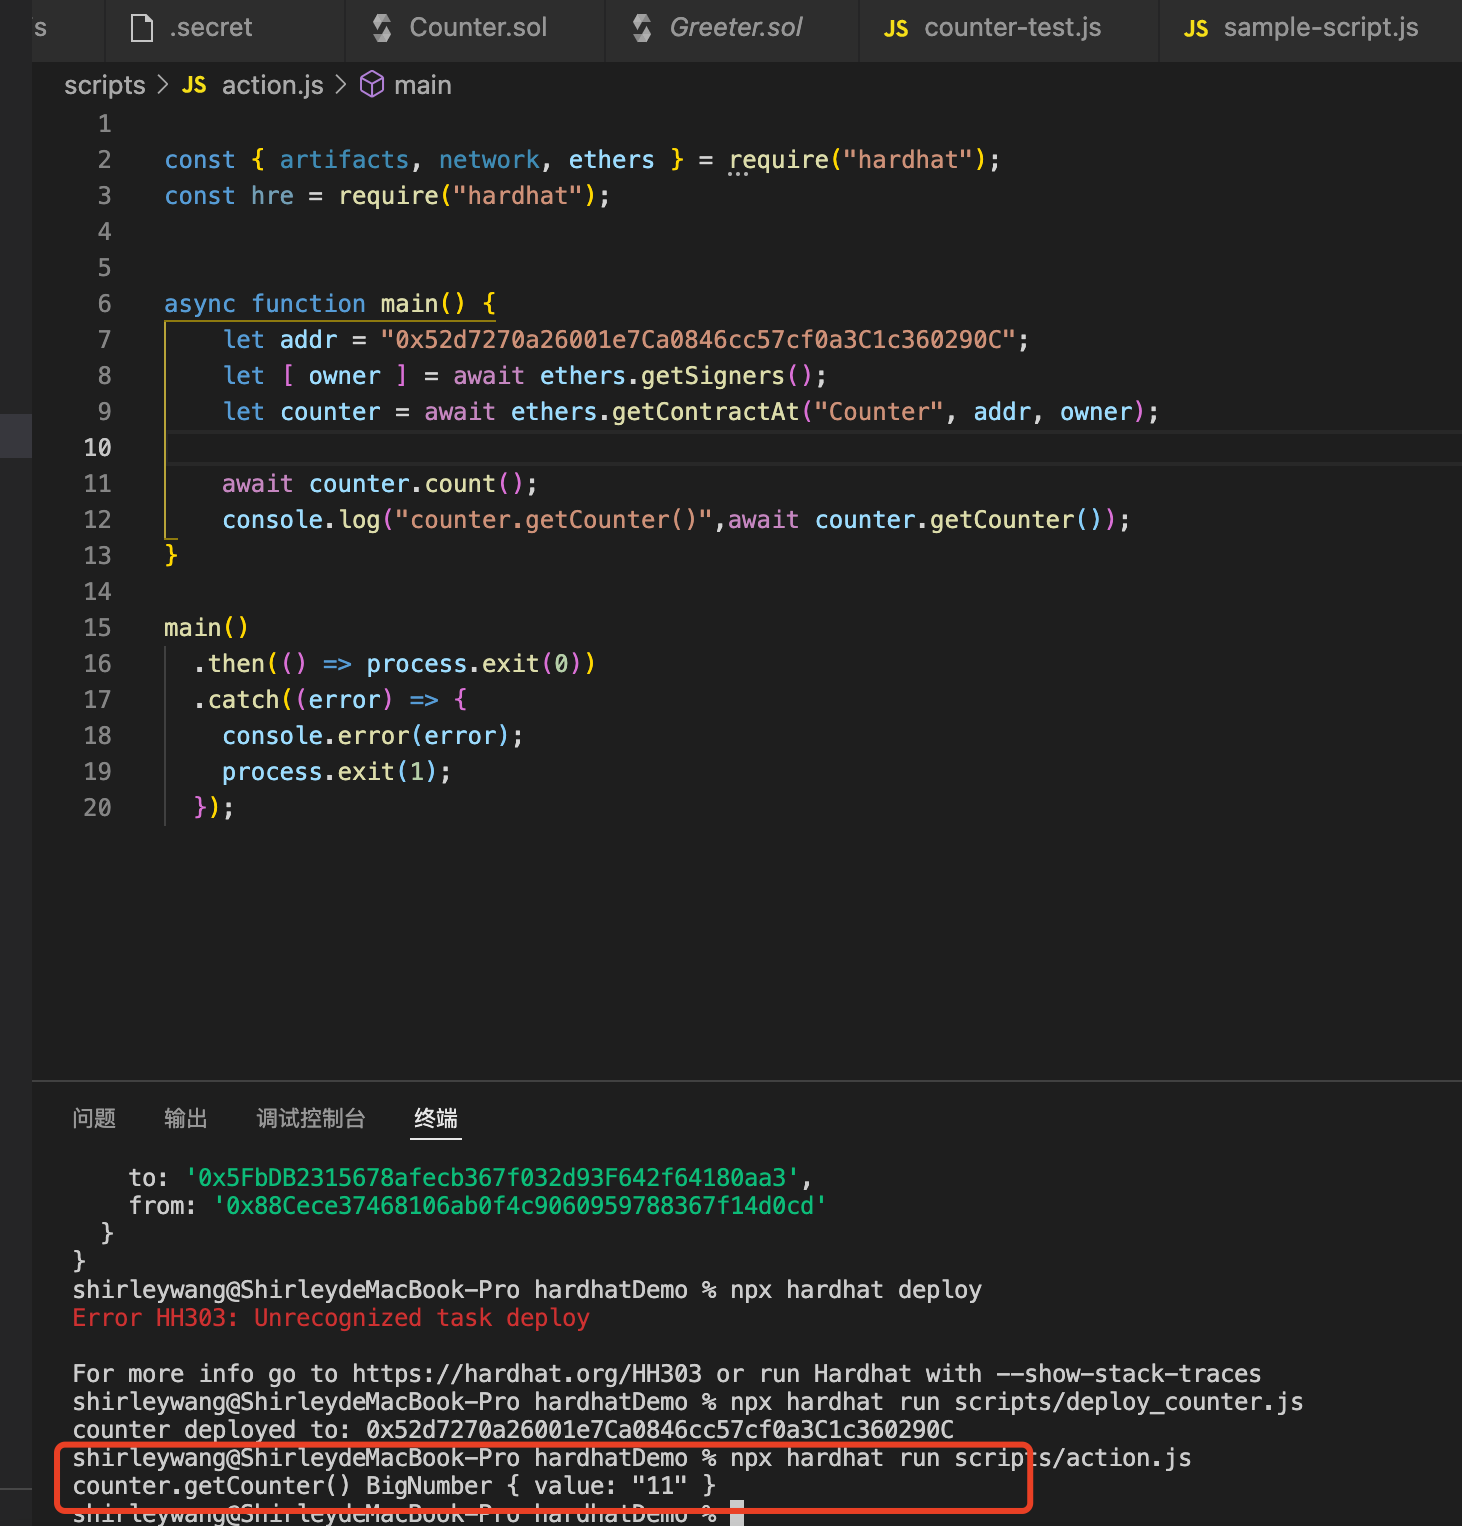 s .secret Counter.sol Greeter.sol JS counter-test.js JS sample-script.js
scripts > JS action.js > main
1
2 const { artifacts, network, ethers } = require("hardhat");
3 const hre = require("hardhat");
4
5
6 async function main() {
7 let addr = "0x52d7270a26001e7Ca0846cc57cf0a3C1c360290C";
8 let [ owner ] = await ethers.getSigners();
9 let counter = await ethers.getContractAt("Counter", addr, owner);
10
11 await counter.count();
12 console.log("counter.getCounter()",await counter.getCounter());
13 }
14
15 main()
16 .then(() => process.exit(0))
17 .catch((error) => {
18 console.error(error);
19 process.exit(1);
20 });
问题 输出 调试控制台 终端
to: '0x5FbDB2315678afecb367f032d93F642f64180aa3',
from: '0x88Cece37468106ab0f4c9060959788367f14d0cd'
}
}
shirleywang@ShirleydeMacBook-Pro hardhatDemo % npx hardhat deploy
Error HH303: Unrecognized task deploy
For more info go to https://hardhat.org/HH303 or run Hardhat with --show-stack-traces
shirleywang@ShirleydeMacBook-Pro hardhatDemo % npx hardhat run scripts/deploy_counter.js
counter deployed to: 0x52d7270a26001e7Ca0846cc57cf0a3C1c360290C
shirleywang@ShirleydeMacBook-Pro hardhatDemo % npx hardhat run scripts/action.js
counter.getCounter() BigNumber { value: "11" }
shirleywang@ShirleydeMacBook-Pro hardhatDemo %